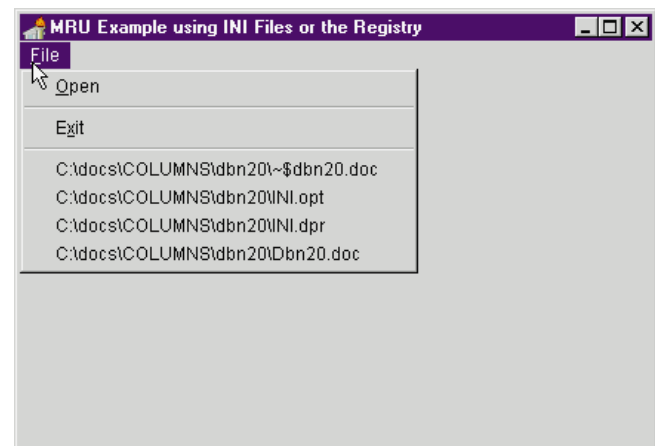 MRU Example using INI Files or the Registry
File
Open
Exit
C:\docs\COLUMNS\dbn20\~$dbn20.doc
C:\docs\COLUMNS\dbn20\INI.opt
C:\docs\COLUMNS\dbn20\INI.dpr
C:\docs\COLUMNS\dbn20\Dbn20.doc